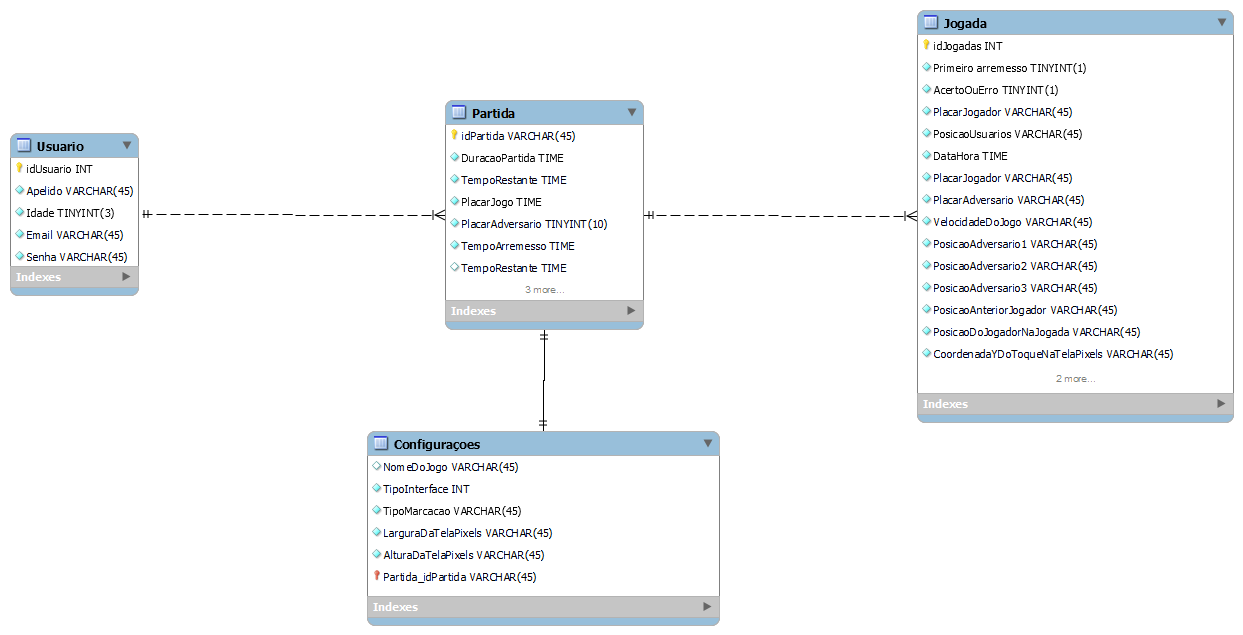 Usuario
idUsuario INT
Apelido VARCHAR(45)
Idade TINYINT(3)
Email VARCHAR(45)
Senha VARCHAR(45)
Indexes
Partida
idPartida VARCHAR(45)
DuracaoPartida TIME
TempoRestante TIME
PlacarJogo TIME
PlacarAdversario TINYINT(10)
TempoArremesso TIME
TempoRestante TIME
3 more...
Indexes
Jogada
idJogadas INT
Primeiro arremesso TINYINT(1)
AcertoOuErro TINYINT(1)
PlacarJogador VARCHAR(45)
PosicaoUsuarios VARCHAR(45)
DataHora TIME
PlacarJogador VARCHAR(45)
PlacarAdversario VARCHAR(45)
VelocidadeDoJogo VARCHAR(45)
PosicaoAdversario1 VARCHAR(45)
PosicaoAdversario2 VARCHAR(45)
PosicaoAdversario3 VARCHAR(45)
PosicaoAnteriorJogador VARCHAR(45)
PosicaoDoJogadorNaJogada VARCHAR(45)
CoordenadaYDoToqueNaTelaPixels VARCHAR(45)
2 more...
Indexes
Configuraçoes
NomeDoJogo VARCHAR(45)
TipoInterface INT
TipoMarcacao VARCHAR(45)
LarguraDaTelaPixels VARCHAR(45)
AlturaDaTelaPixels VARCHAR(45)
Partida_idPartida VARCHAR(45)
Indexes